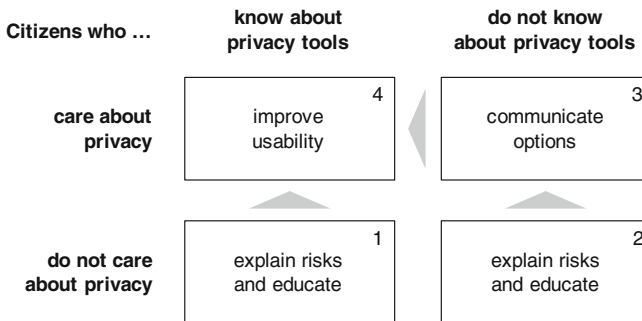 Citizens who …
know about
privacy tools
do not know
about privacy tools
care about
privacy
4
improve
usability
3
communicate
options
do not care
about privacy
1
explain risks
and educate
2
explain risks
and educate